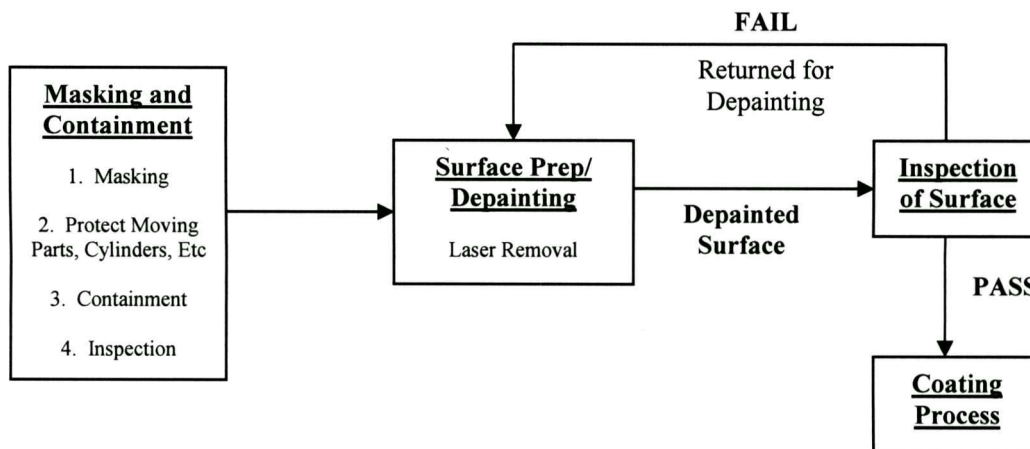 Masking and
Containment
1. Masking
2. Protect Moving
Parts, Cylinders, Etc
3. Containment
4. Inspection
Surface Prep/
Depainting
Laser Removal
FAIL
Returned for
Depainting
Depainted
Surface
Inspection
of Surface
PASS
Coating
Process